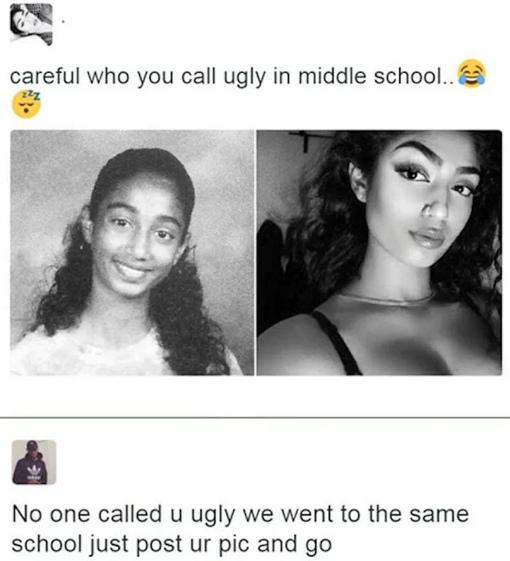 careful who you call ugly in middle school..😂
😴
No one called u ugly we went to the same
school just post ur pic and go